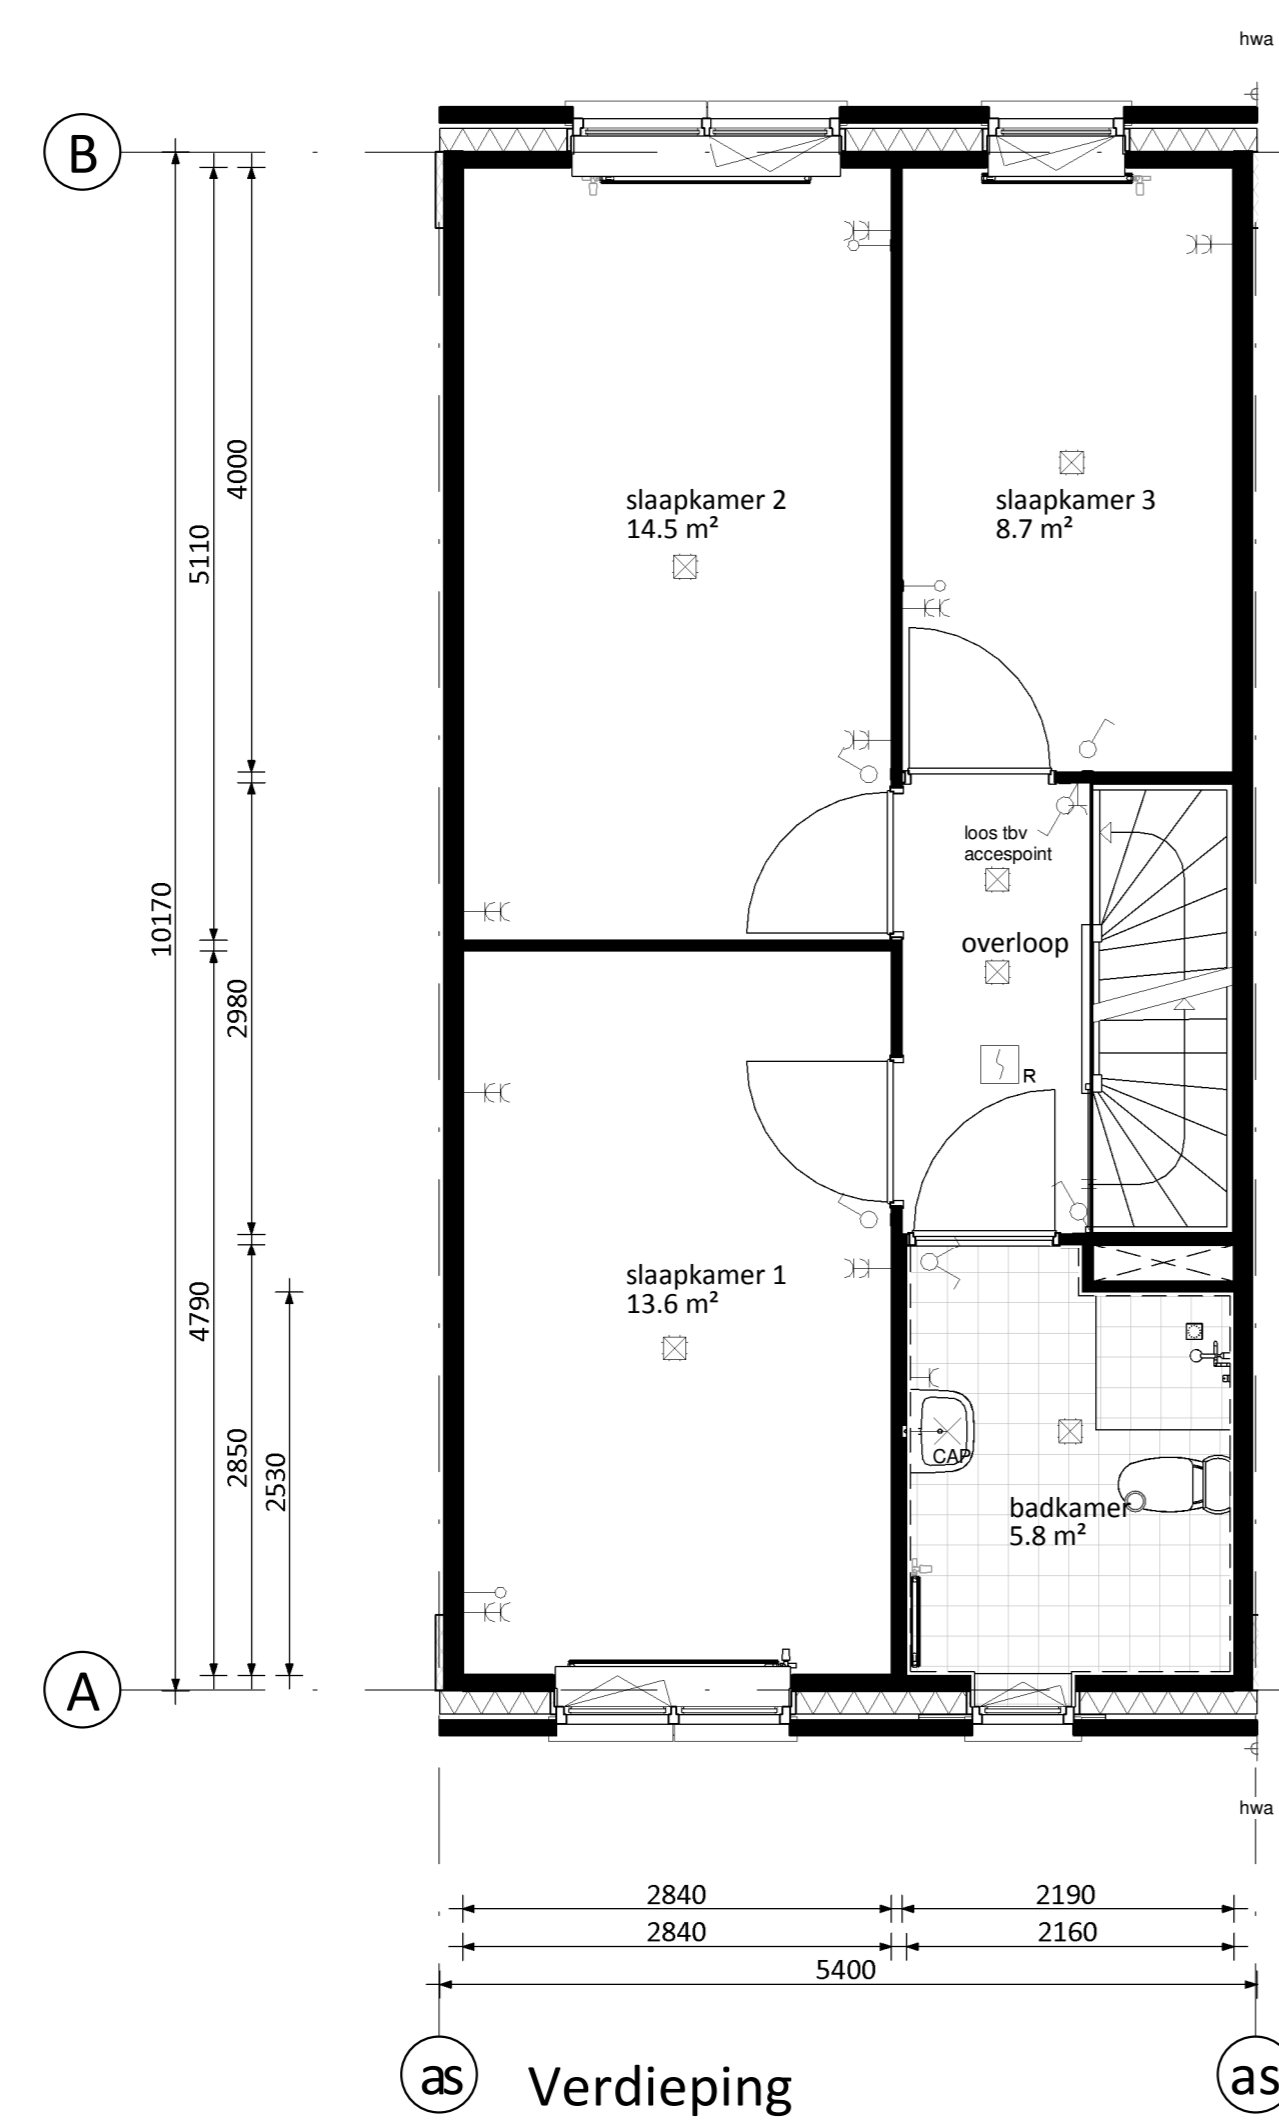 hwa
B
4000
5110
slaapkamer 2
14.5 m²
slaapkamer 3
8.7 m²
loos tbv
accespoint
10170
overloop
2980
R
slaapkamer 1
13.6 m²
4790
2850
2530
CAP
badkamer
5.8 m²
A
hwa
2840
2190
2840
2160
5400
as
Verdieping
as